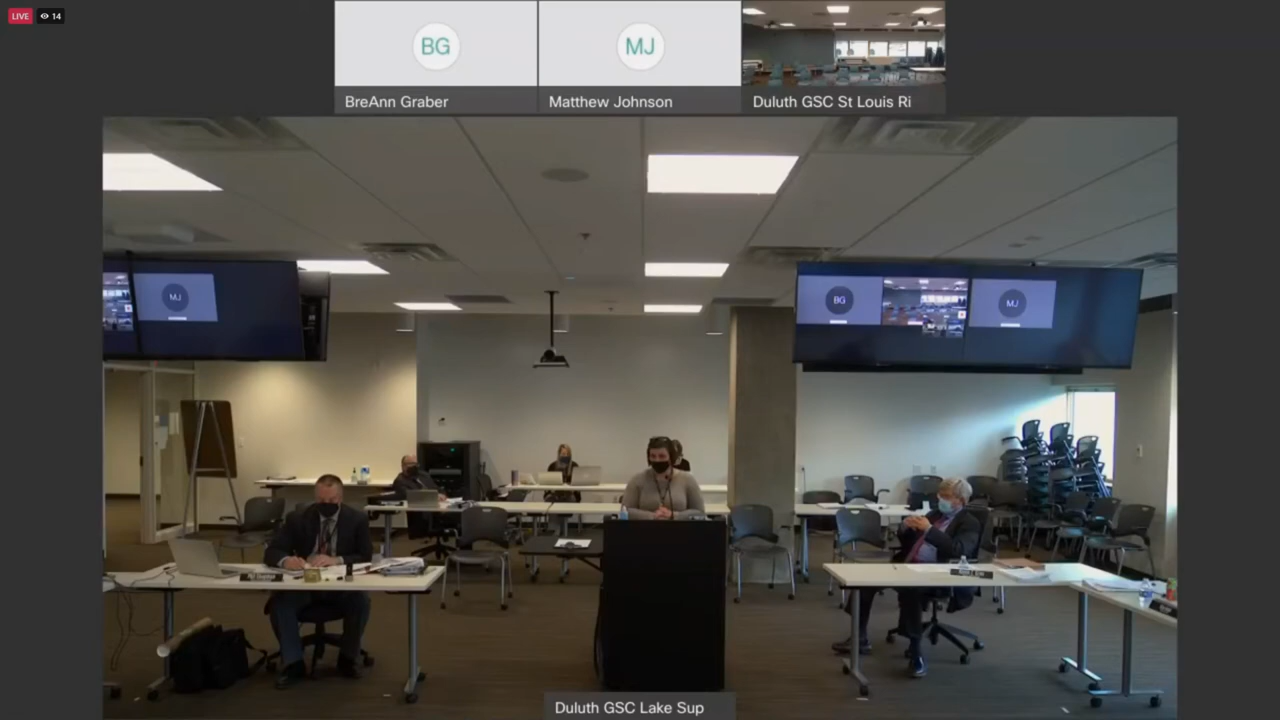 LIVE 14
BG
MJ
BreAnn Graber
Matthew Johnson
Duluth GSC St Louis Ri
MJ
BG
MJ
Duluth GSC Lake Sup